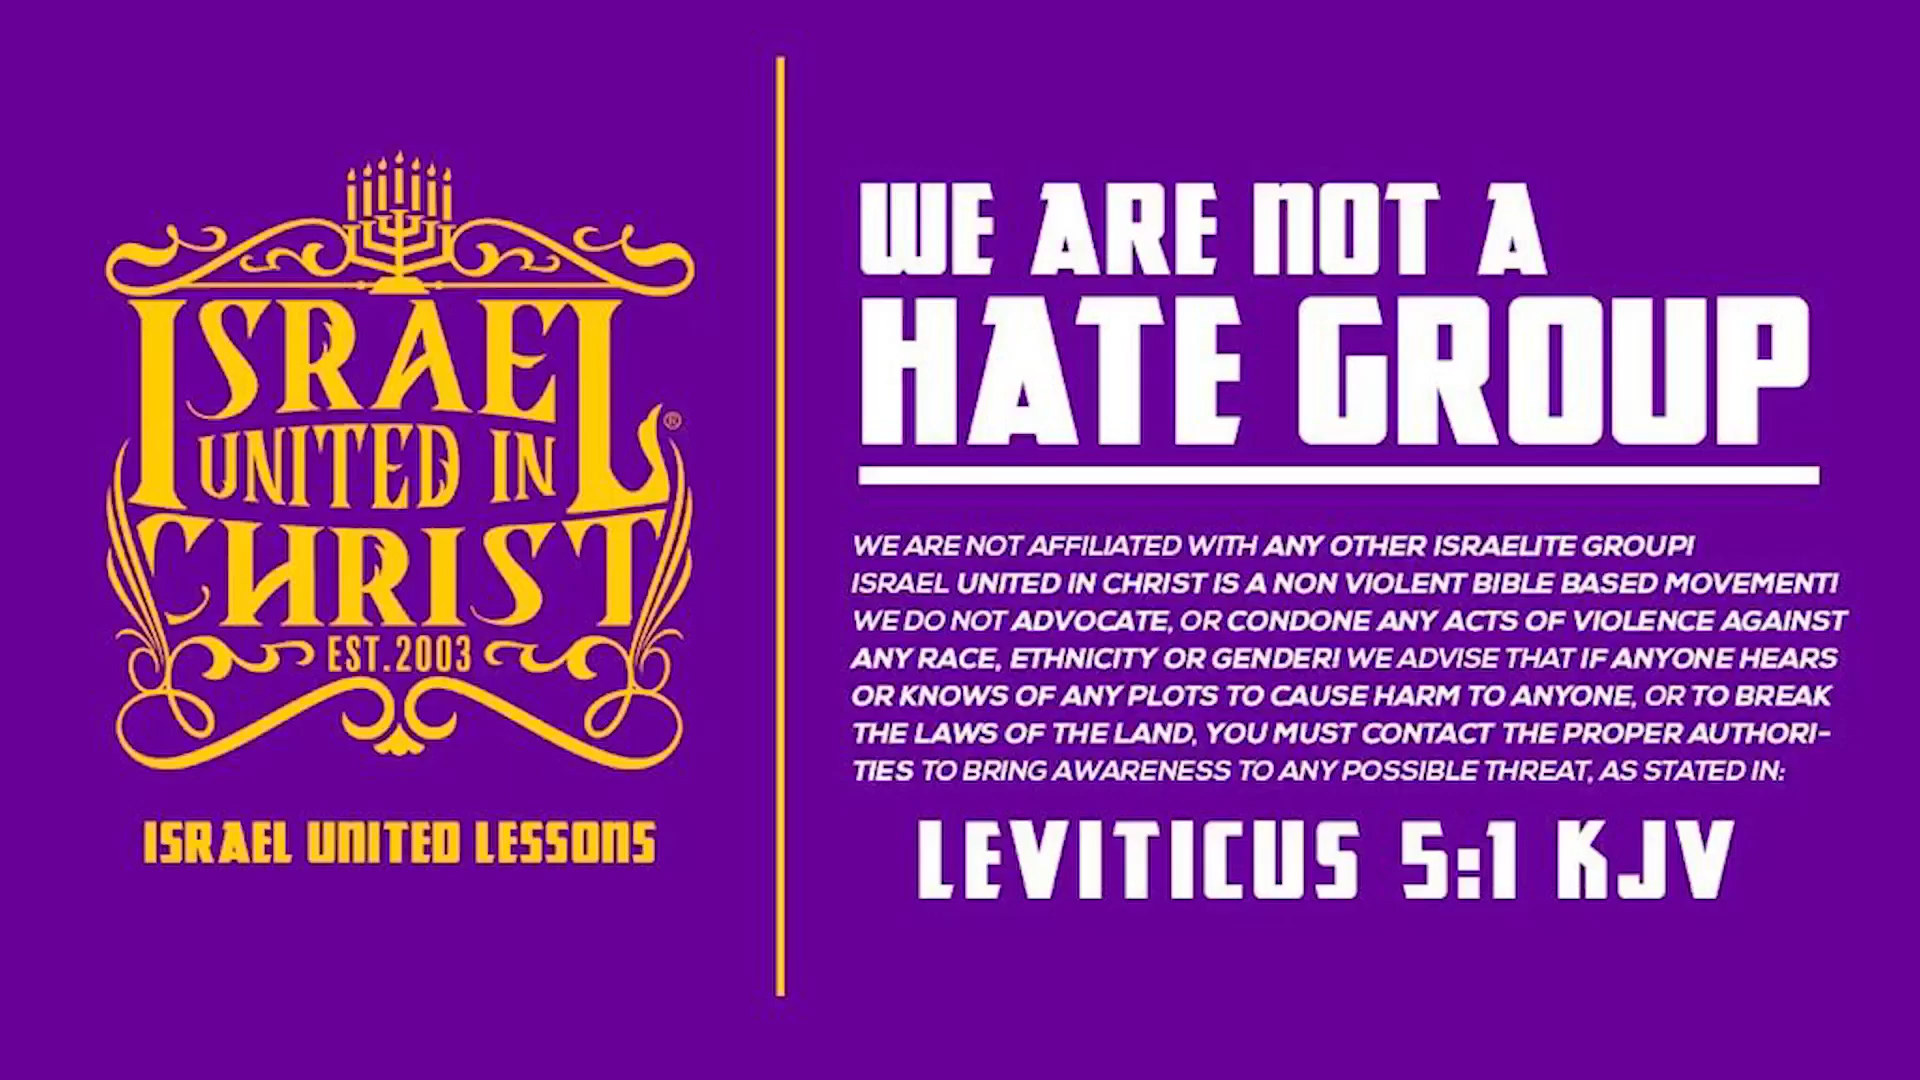 ISRAEL
UNITED IN
CHRIST
®
EST.2003
ISRAEL UNITED LESSONS
WE ARE NOT A
HATE GROUP
WE ARE NOT AFFILIATED WITH ANY OTHER ISRAELITE GROUP!
ISRAEL UNITED IN CHRIST IS A NON VIOLENT BIBLE BASED MOVEMENT!
WE DO NOT ADVOCATE, OR CONDONE ANY ACTS OF VIOLENCE AGAINST
ANY RACE, ETHNICITY OR GENDER! WE ADVISE THAT IF ANYONE HEARS
OR KNOWS OF ANY PLOTS TO CAUSE HARM TO ANYONE, OR TO BREAK
THE LAWS OF THE LAND, YOU MUST CONTACT THE PROPER AUTHORI-
TIES TO BRING AWARENESS TO ANY POSSIBLE THREAT, AS STATED IN:
LEVITICUS 5:1 KJV